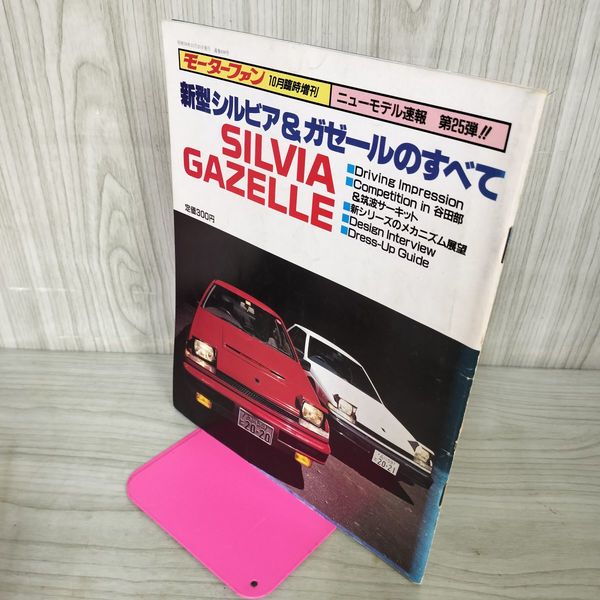 モーターファン 10月臨時増刊
ニューモデル速報 第25弾!!
新型シルビア&ガゼールのすべて
SILVIA
GAZELLE
定価300円
■Driving Impression
■Competition in 谷田部
&筑波サーキット
■新シリーズのメカニズム展望
■Design Interview
■Dress-Up Guide
20-20
20-21